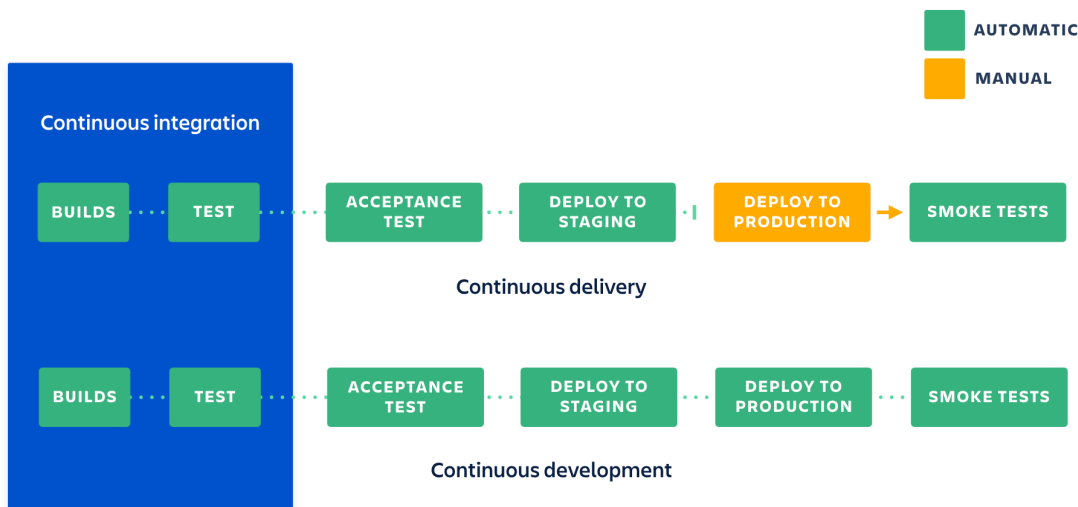 AUTOMATIC
MANUAL
Continuous integration
BUILDS
TEST
ACCEPTANCE
TEST
DEPLOY TO
STAGING
DEPLOY TO
PRODUCTION
SMOKE TESTS
Continuous delivery
BUILDS
TEST
ACCEPTANCE
TEST
DEPLOY TO
STAGING
DEPLOY TO
PRODUCTION
SMOKE TESTS
Continuous development